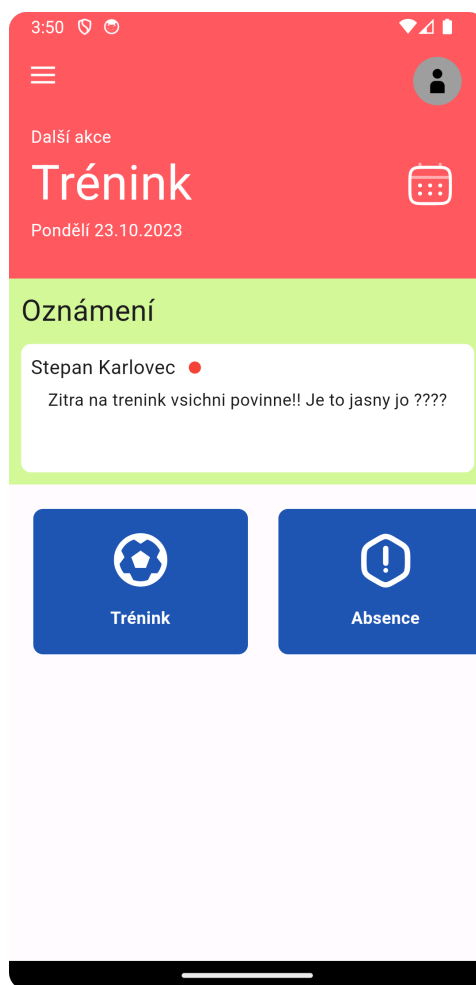 3:50
Další akce
Trénink
Pondělí 23.10.2023
Oznámení
Stepan Karlovec
Zitra na trenink vsichni povinne!! Je to jasny jo ????
Trénink
Absence